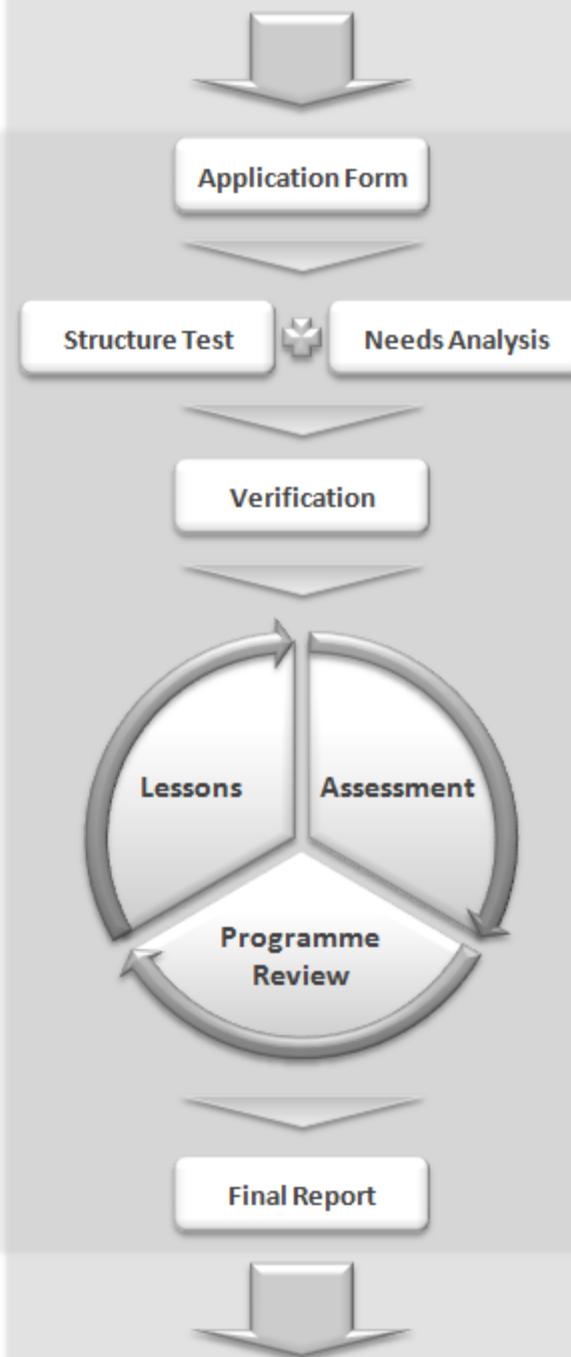 Application Form
Structure Test
Needs Analysis
Verification
Lessons
Assessment
Programme
Review
Final Report